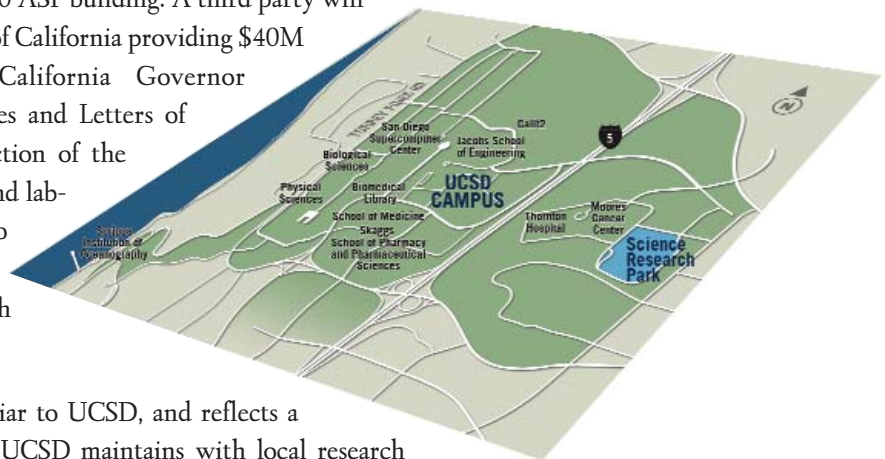 0 ASF building. A third party will
of California providing $40M
California Governor
es and Letters of
ction of the
nd lab-
o
h
iar to UCSD, and reflects a
UCSD maintains with local research
TORREY PINES RD
San Diego
Supercomputer
Center
Calit2
Jacobs School
of Engineering
5
N
Biological
Sciences
Physical
Sciences
Biomedical
Library
UCSD
CAMPUS
School of Medicine
Skaggs
School of Pharmacy
and Pharmaceutical
Sciences
Thornton
Hospital
Moores
Cancer
Center
Science
Research
Park
Scripps
Institution of
Oceanography